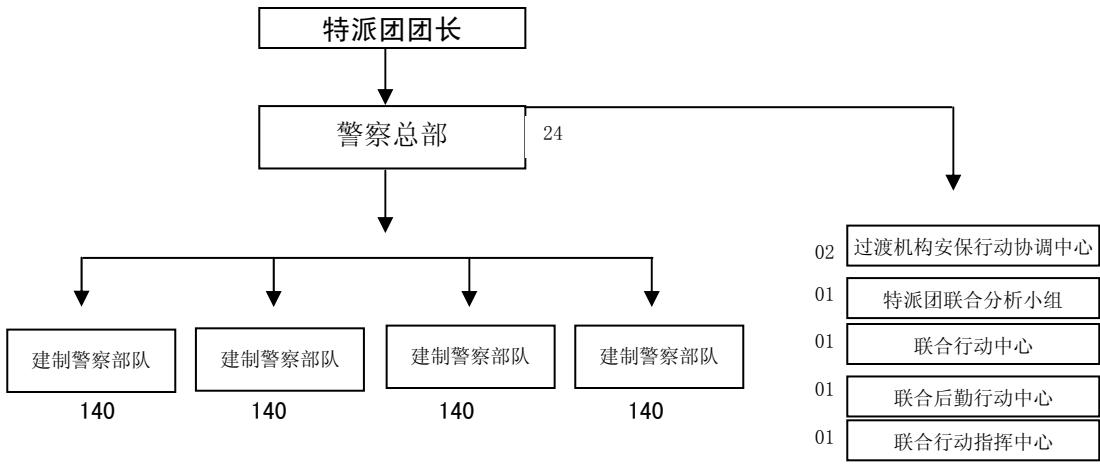 特派团团长
警察总部
24
02
过渡机构安保行动协调中心
01
特派团联合分析小组
01
联合行动中心
01
联合后勤行动中心
01
联合行动指挥中心
建制警察部队
建制警察部队
建制警察部队
建制警察部队
140
140
140
140